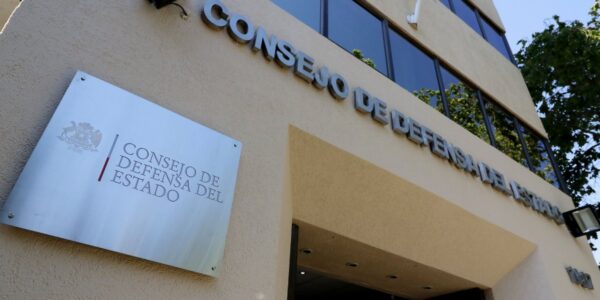 CONSEJO DE DEFENSA DEL ESTADO
CONSEJO DE
DEFENSA DEL
ESTADO